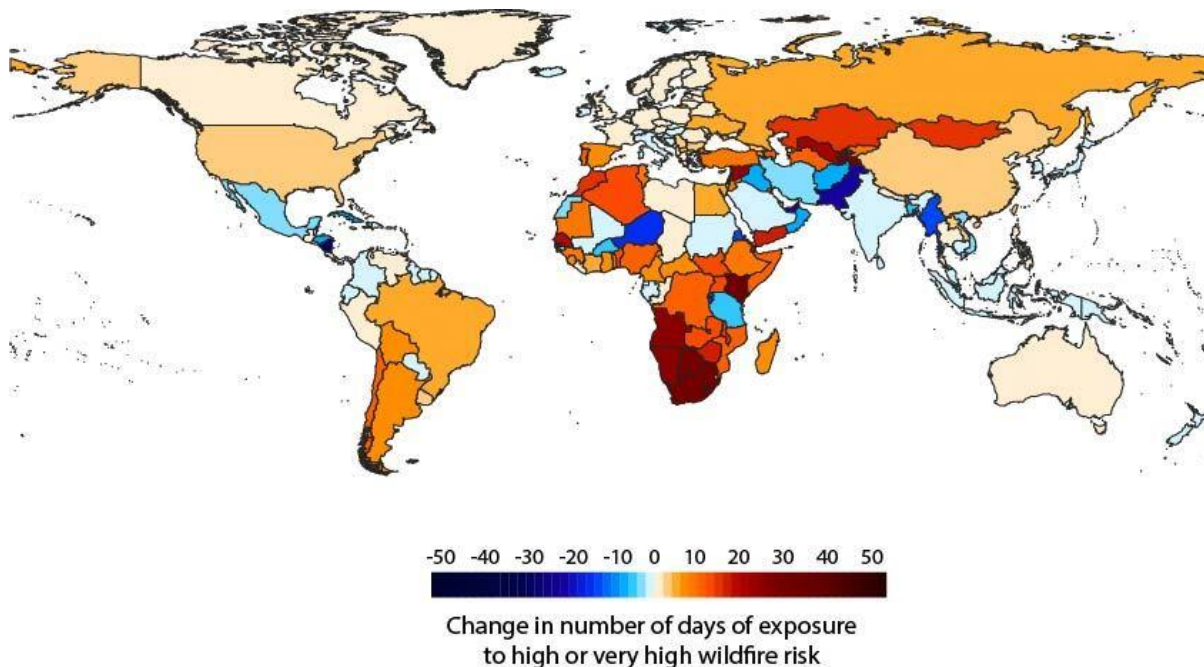 -50 -40 -30 -20 -10 0 10 20 30 40 50
Change in number of days of exposure
to high or very high wildfire risk